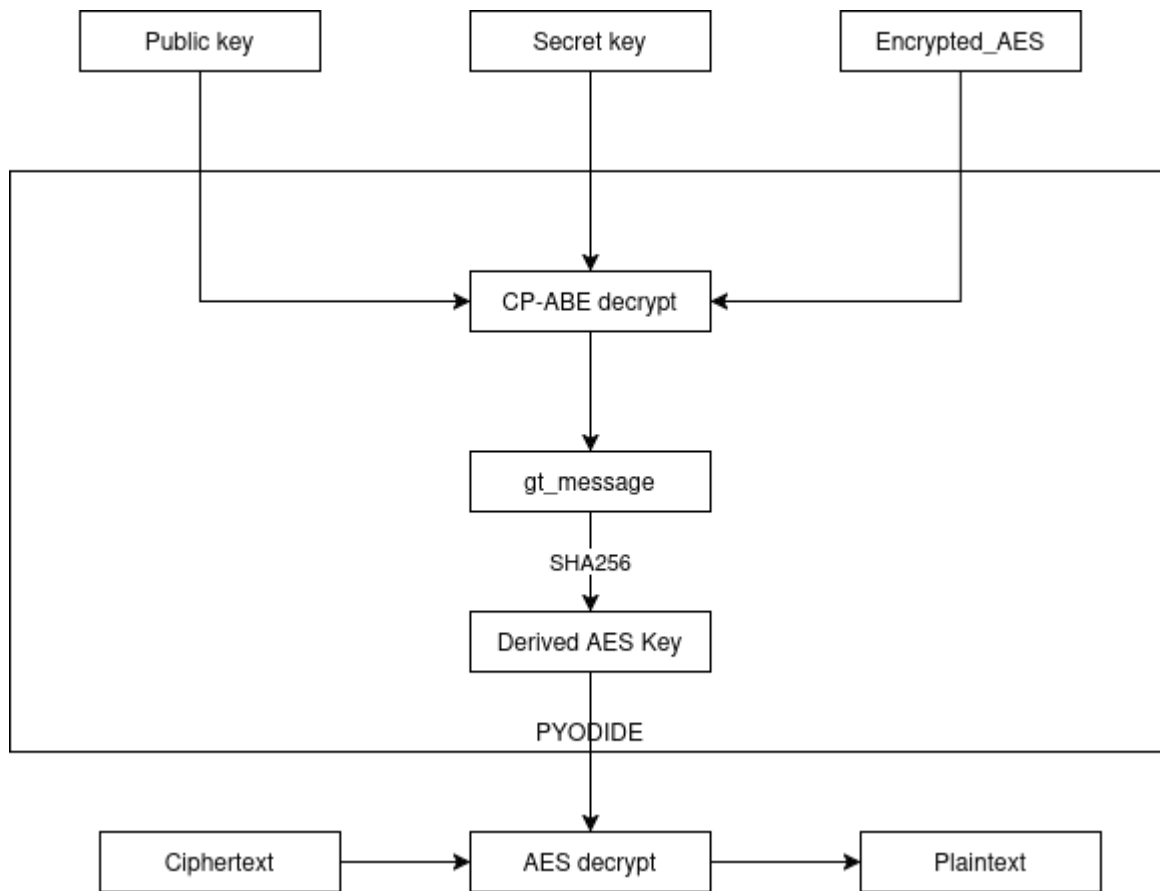 Public key
Secret key
Encrypted_AES
CP-ABE decrypt
gt_message
SHA256
Derived AES Key
PYODIDE
Ciphertext
AES decrypt
Plaintext